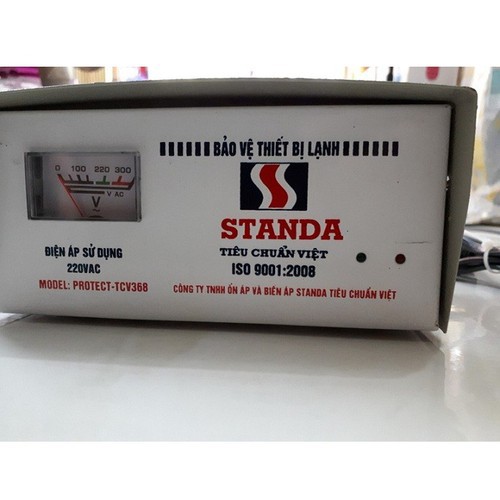 BẢO VỆ THIẾT BỊ LẠNH
0 100 220 300
V AC
V
S
STANDA
TIÊU CHUẨN VIỆT
ISO 9001:2008
ĐIỆN ÁP SỬ DỤNG
220VAC
MODEL: PROTECT-TCV368
CÔNG TY TNHH ỔN ÁP VÀ BIẾN ÁP STANDA TIÊU CHUẨN VIỆT